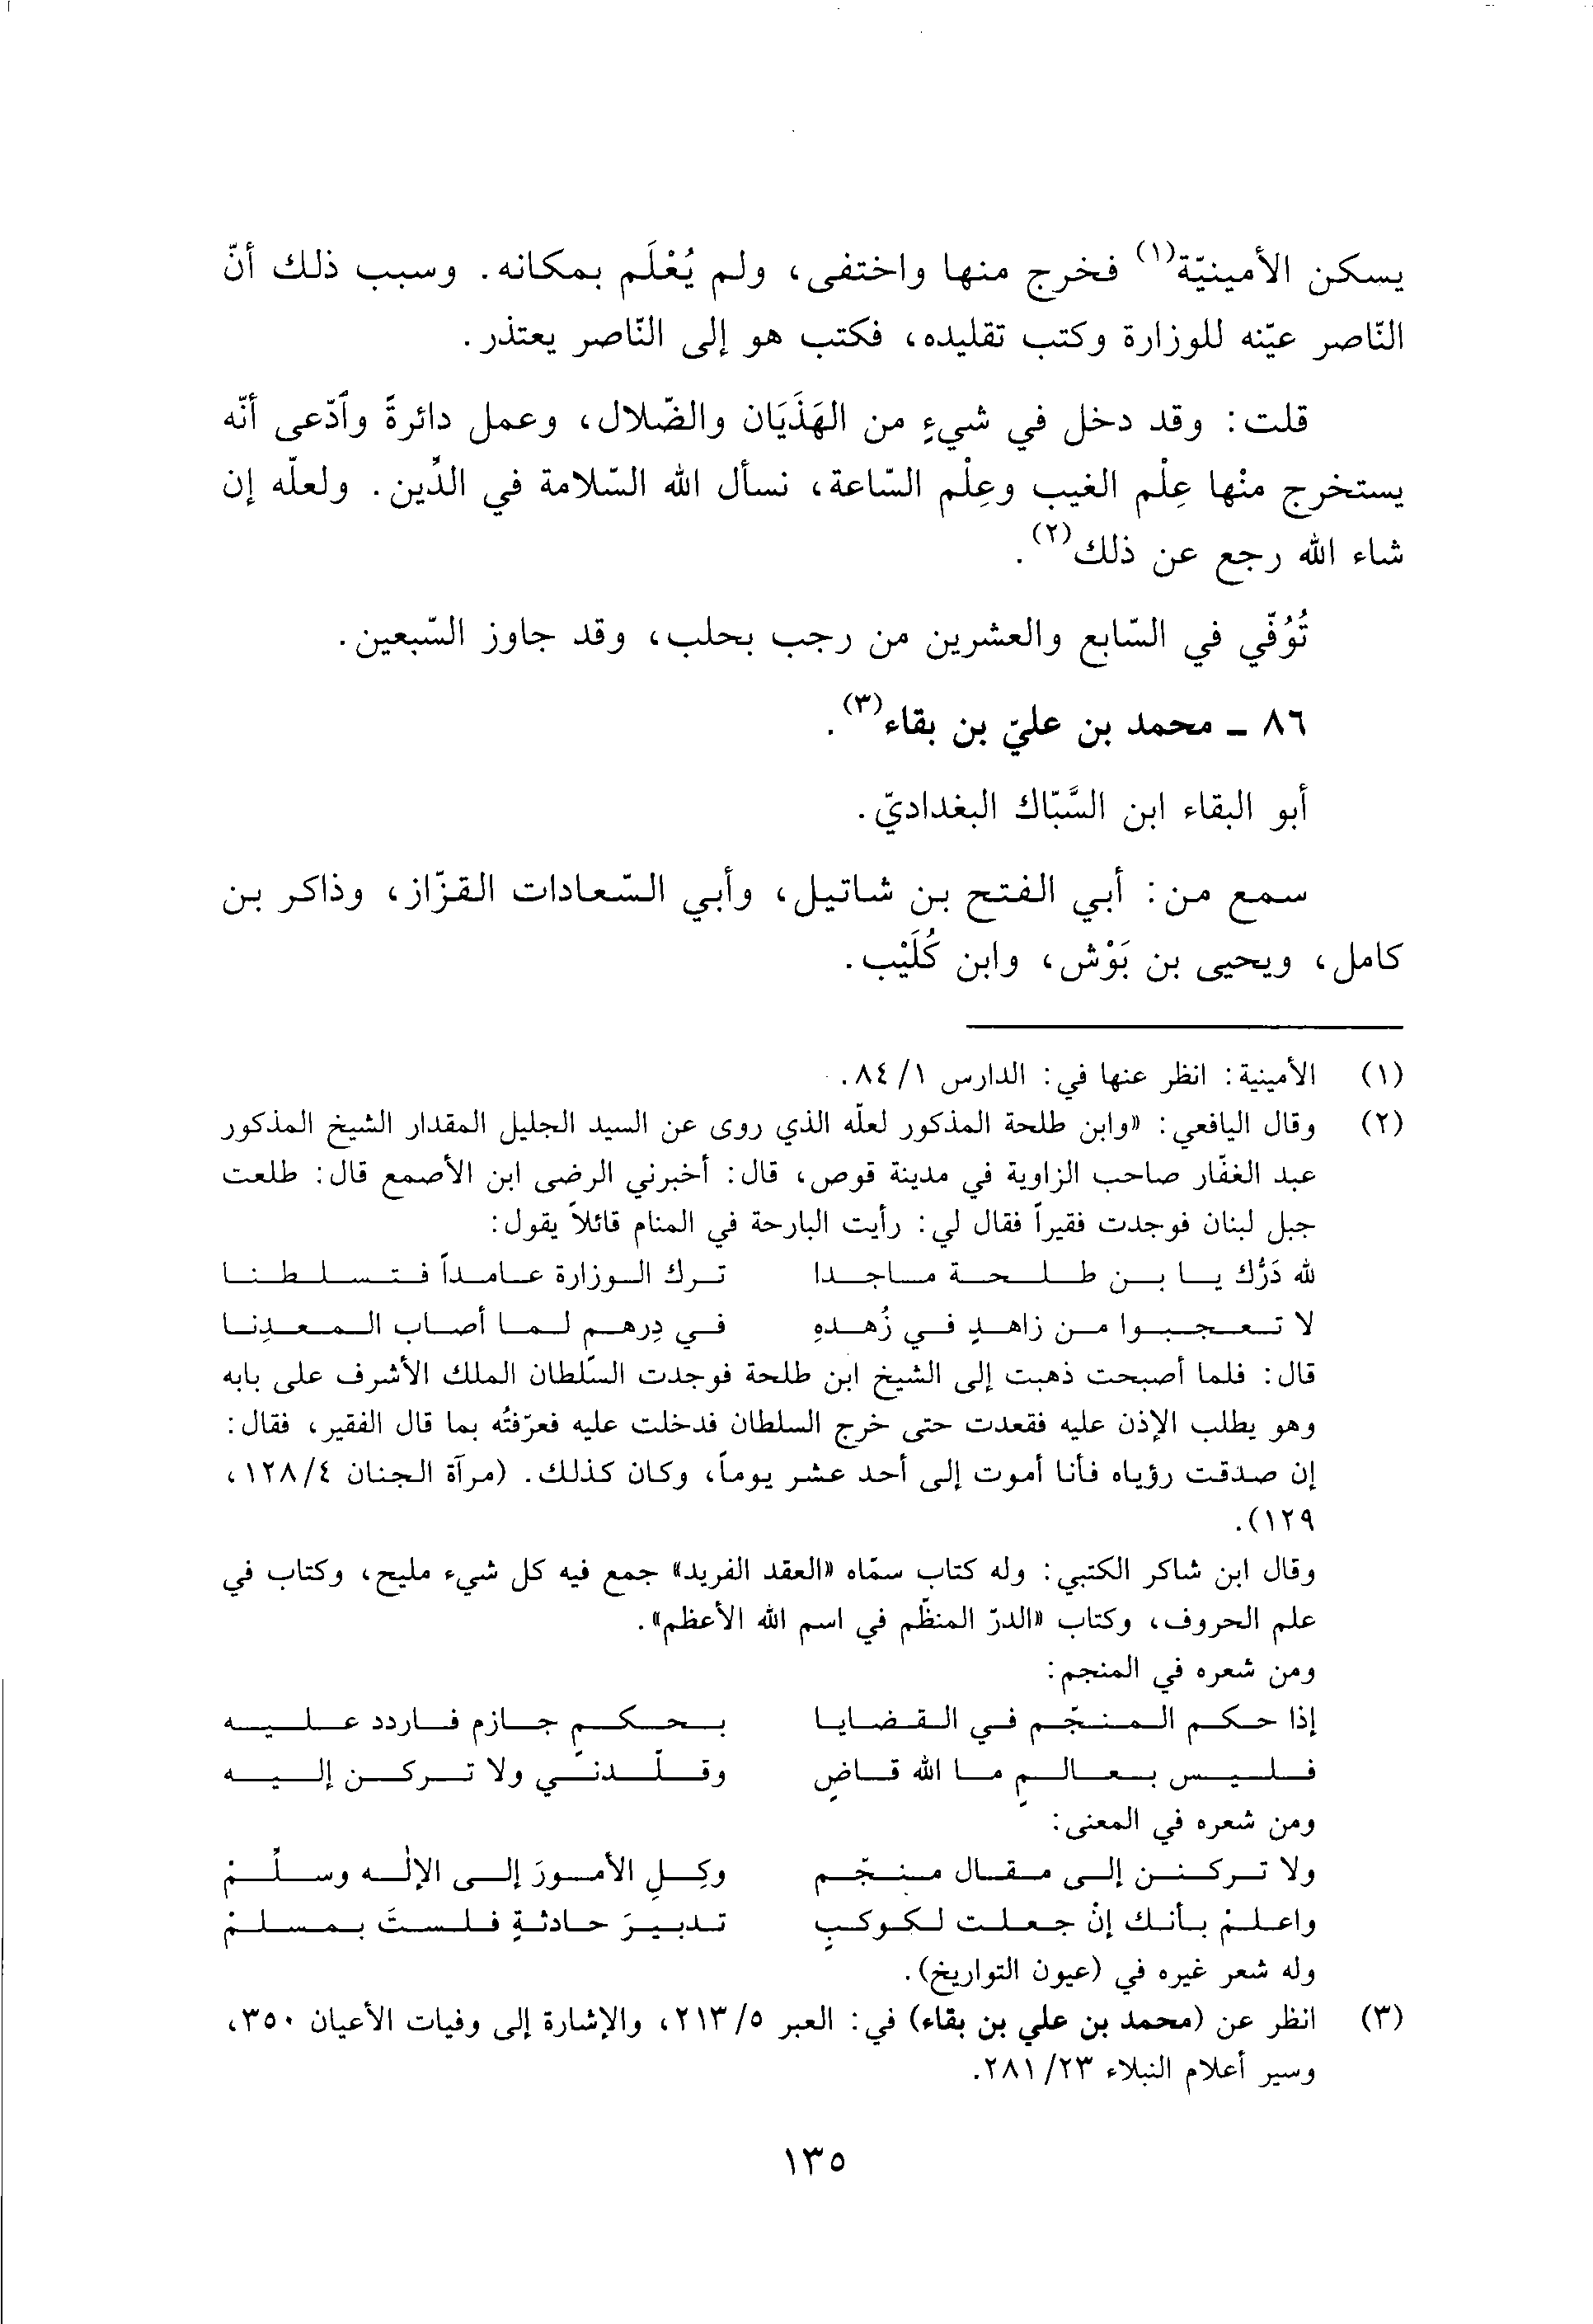 يسكن الأمينيّة(١) فخرج منها واختفى، ولم يُعْلَم بمكانه. وسبب ذلك أنّ
النّاصر عيّنه للوزارة وكتب تقليده، فكتب هو إلى النّاصر يعتذر.
قلت: وقد دخل في شيءٍ من الهَذَيَان والضّلال، وعمل دائرةً وٱدّعى أنّه
يستخرج منْها عِلْم الغيب وعِلْم السّاعة، نسأل الله السّلامة في الدِّين. ولعلّه إن
شاء الله رجع عن ذلك(٢).
تُوُفّي في السّابع والعشرين من رجب بحلب، وقد جاوز السّبعين.
٨٦ ـ محمد بن عليّ بن بقاء(٣).
أبو البقاء ابن السَّبّاك البغداديّ.
سمع من: أبي الفتح بن شاتيل، وأبي السّعادات القزّاز، وذاكر بن
كامل، ويحيى بن بَوْش، وابن كُلَيْب.
(١) الأمينية: انظر عنها في: الدارس ١/ ٨٤.
(٢) وقال اليافعي: «وابن طلحة المذكور لعلّه الذي روى عن السيد الجليل المقدار الشيخ المذكور
عبد الغفّار صاحب الزاوية في مدينة قوص، قال: أخبرني الرضى ابن الأصمع قال: طلعت
جبل لبنان فوجدت فقيراً فقال لي: رأيت البارحة في المنام قائلاً يقول:
لله دَرُّك يا بن طلحة ماجدا ترك الوزارة عامداً فتسلطنا
لا تعجبوا من زاهدٍ في زُهدهِ في دِرهمٍ لما أصاب المعدِنا
قال: فلما أصبحت ذهبت إلى الشيخ ابن طلحة فوجدت السّلطان الملك الأشرف على بابه
وهو يطلب الإذن عليه فقعدت حتى خرج السلطان فدخلت عليه فعرّفتُه بما قال الفقير، فقال:
إن صدقت رؤياه فأنا أموت إلى أحد عشر يوماً، وكان كذلك. (مرآة الجنان ٤/ ١٢٨،
١٢٩).
وقال ابن شاكر الكتبي: وله كتاب سمّاه «العقد الفريد» جمع فيه كل شيء مليح، وكتاب في
علم الحروف، وكتاب «الدرّ المنظّم في اسم الله الأعظم».
ومن شعره في المنجم:
إذا حكم المنجّم في القضايا بحكمٍ جازم فاردد عليه
فليس بعالمٍ ما الله قاضٍ وقلّدني ولا تركن إليه
ومن شعره في المعنى:
ولا تركنن إلى مقال منجّم وكِلِ الأمورَ إلى الإلٰه وسلِّمْ
واعلمْ بأنك إنْ جعلت لكوكبٍ تدبيرَ حادثةٍ فلستَ بمسلمْ
وله شعر غيره في (عيون التواريخ).
(٣) انظر عن (محمد بن علي بن بقاء) في: العبر ٥/ ٢١٣، والإشارة إلى وفيات الأعيان ٣٥٠،
وسير أعلام النبلاء ٢٣/ ٢٨١.
١٣٥